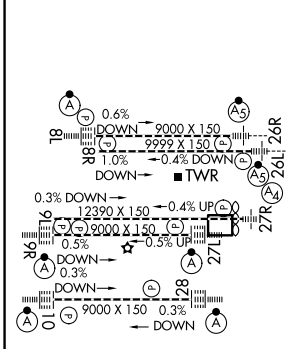 A
0.6%
DOWN
P
A5
8L
9000 X 150
26R
8R
P
9999 X 150
P
26L
1.0%
DOWN
0.4% DOWN
TWR
A5
A4
0.3% DOWN
0.4% UP
P
9L
12390 X 150
27R
P
P
9000 X 150
P
9R
0.5%
DOWN
0.5% UP
27L
A
0.3%
DOWN
A
P
28
10
9000 X 150
0.3%
DOWN
A
P
A